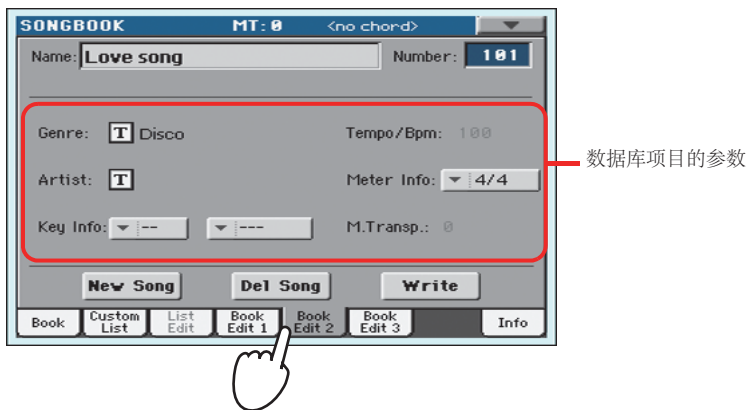 SONGBOOK MT:0 <no chord>
Name: Love song Number: 101
Genre: T Disco Tempo/Bpm: 100
数据库项目的参数
Artist: T Meter Info: 4/4
Key Info: -- --- M.Transp.: 0
New Song Del Song Write
Book Custom List List Edit Book Edit 1 Book Edit 2 Book Edit 3 Info